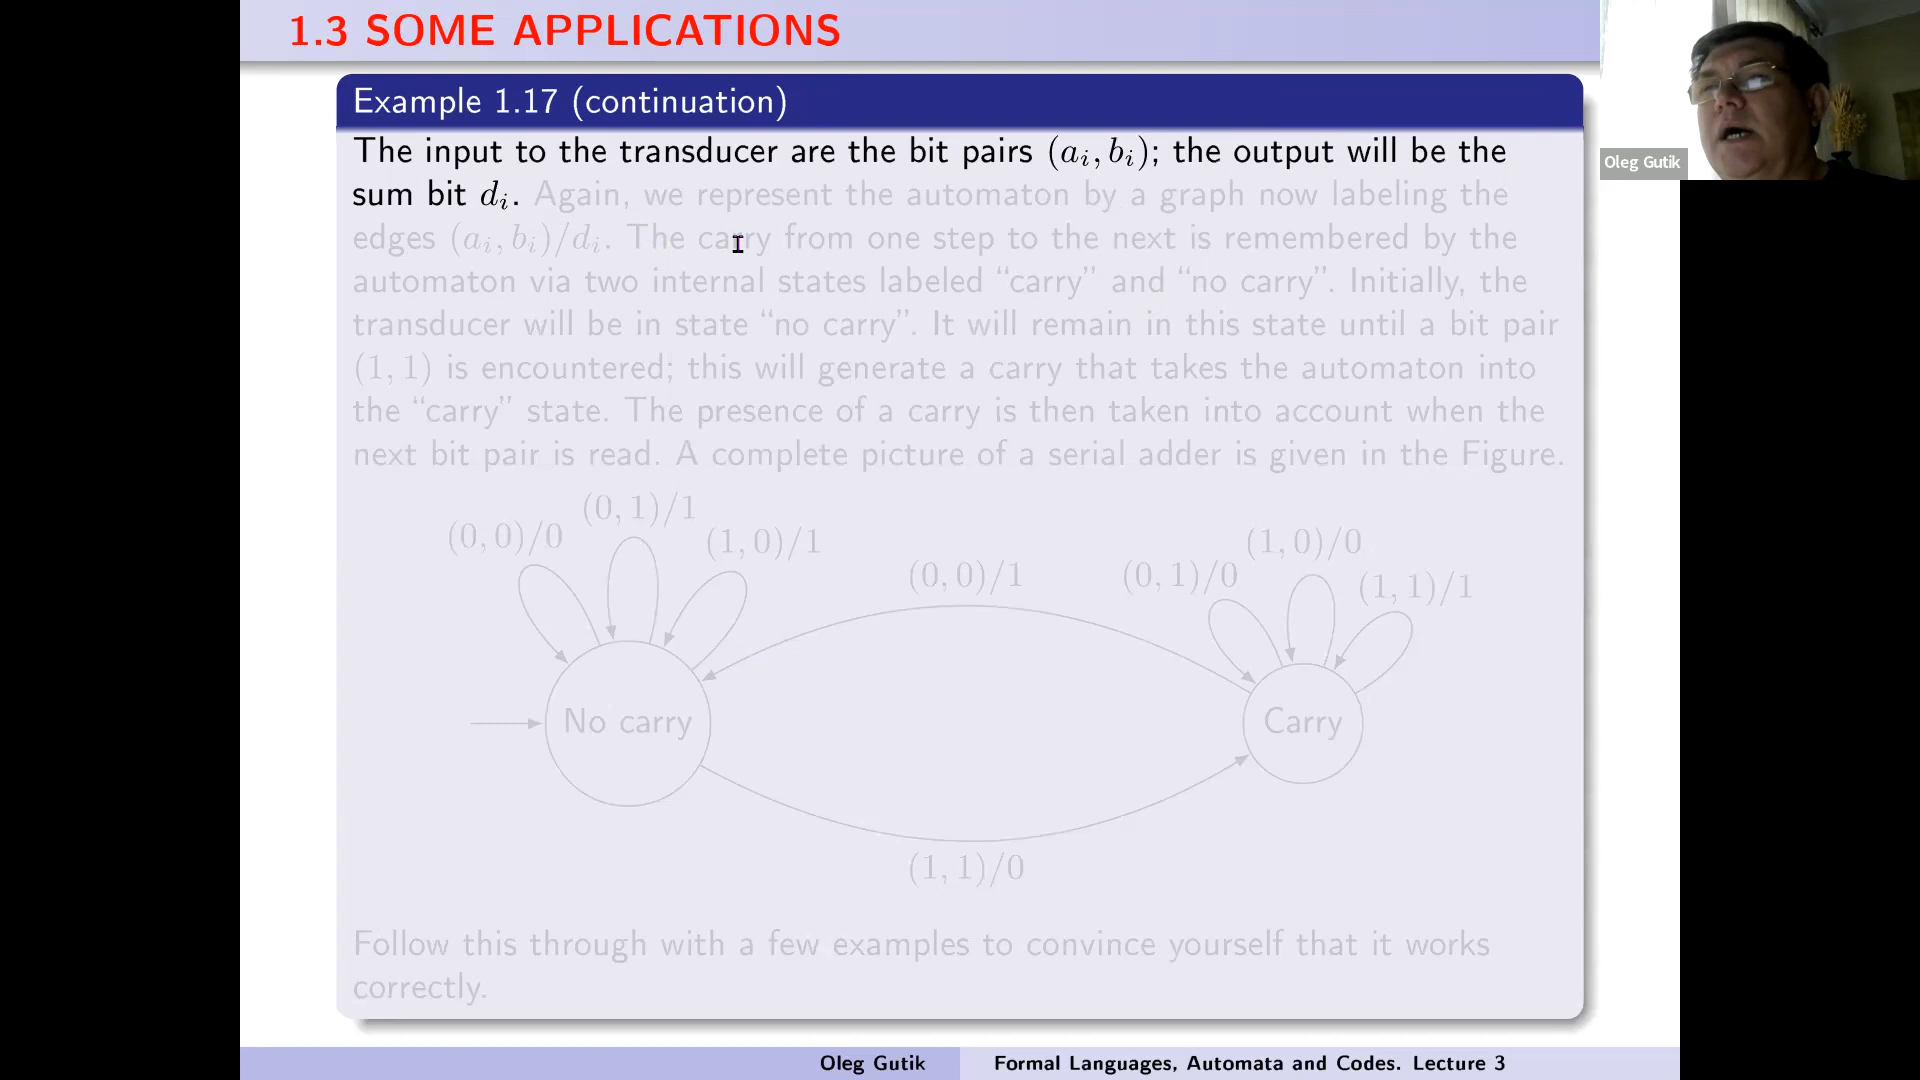 1.3 SOME APPLICATIONS
Example 1.17 (continuation)
The input to the transducer are the bit pairs (aᵢ, bᵢ); the output will be the
sum bit dᵢ. Again, we represent the automaton by a graph now labeling the
edges (aᵢ, bᵢ)/dᵢ. The carry from one step to the next is remembered by the
automaton via two internal states labeled “carry” and “no carry”. Initially, the
transducer will be in state “no carry”. It will remain in this state until a bit pair
(1, 1) is encountered; this will generate a carry that takes the automaton into
the “carry” state. The presence of a carry is then taken into account when the
next bit pair is read. A complete picture of a serial adder is given in the Figure.
(0, 0)/0
(0, 1)/1
(1, 0)/1
(0, 0)/1
(0, 1)/0
(1, 0)/0
(1, 1)/1
No carry
Carry
(1, 1)/0
Follow this through with a few examples to convince yourself that it works
correctly.
Oleg Gutik
Formal Languages, Automata and Codes. Lecture 3
Oleg Gutik